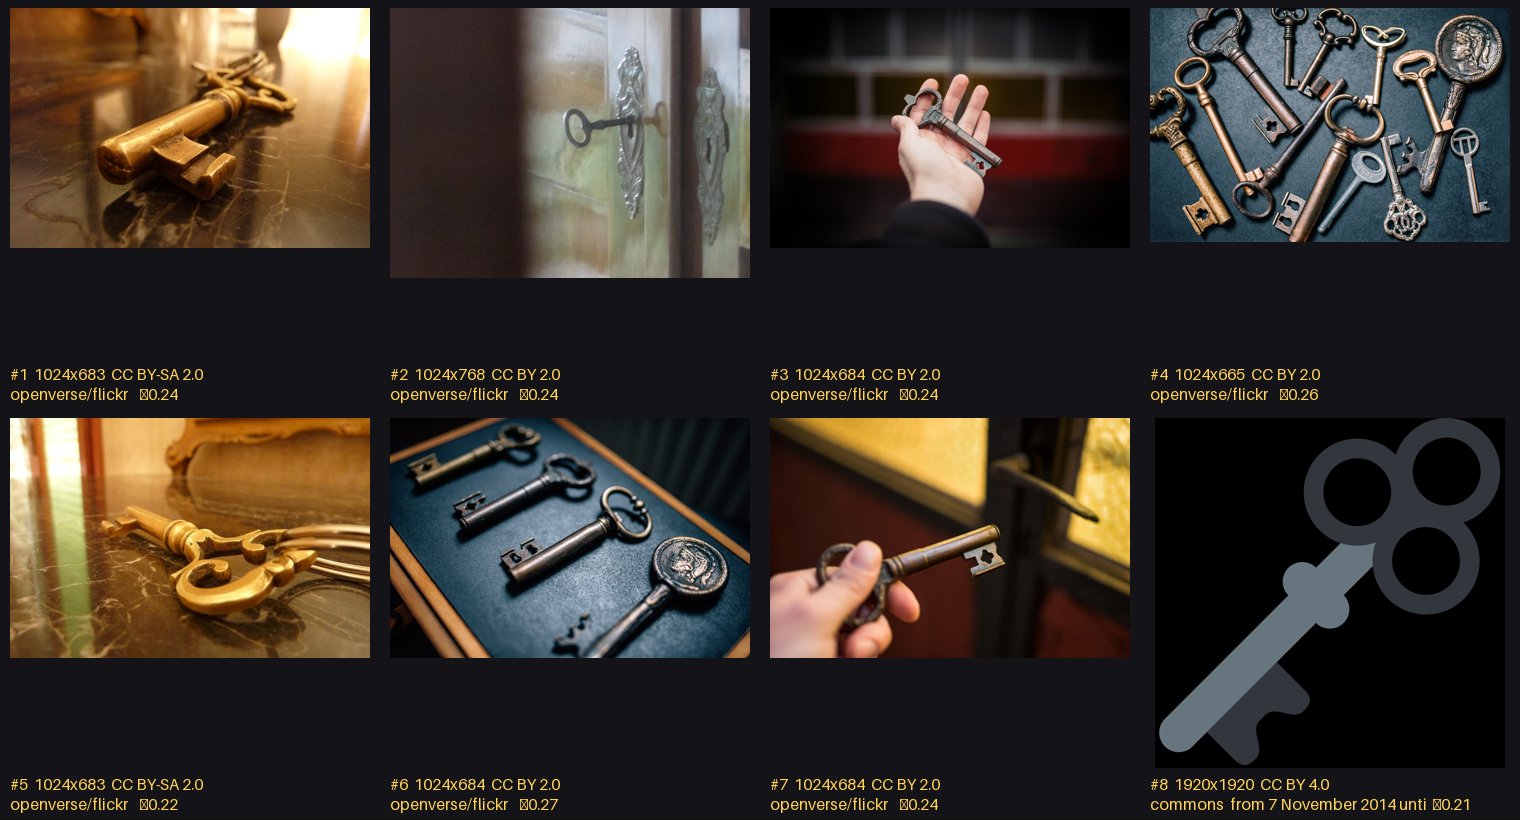 #1 1024x683 CC BY-SA 2.0
openverse/flickr 0.24
#2 1024x768 CC BY 2.0
openverse/flickr 0.24
#3 1024x684 CC BY 2.0
openverse/flickr 0.24
#4 1024x665 CC BY 2.0
openverse/flickr 0.26
#5 1024x683 CC BY-SA 2.0
openverse/flickr 0.22
#6 1024x684 CC BY 2.0
openverse/flickr 0.27
#7 1024x684 CC BY 2.0
openverse/flickr 0.24
#8 1920x1920 CC BY 4.0
commons from 7 November 2014 unti 0.21